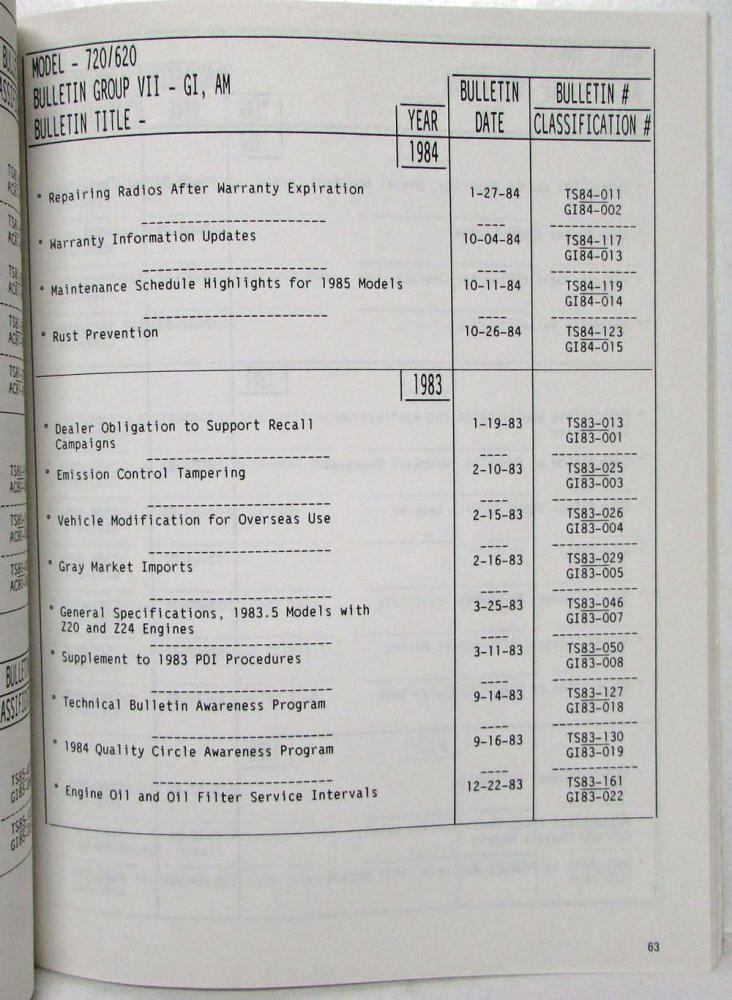 MODEL - 720/620
BULLETIN GROUP VII - GI, AM
BULLETIN TITLE -
YEAR
BULLETIN DATE
BULLETIN #
CLASSIFICATION #
1984
° Repairing Radios After Warranty Expiration 1-27-84 TS84-011
GI84-002
° Warranty Information Updates 10-04-84 TS84-117
GI84-013
° Maintenance Schedule Highlights for 1985 Models 10-11-84 TS84-119
GI84-014
° Rust Prevention 10-26-84 TS84-123
GI84-015
1983
° Dealer Obligation to Support Recall 1-19-83 TS83-013
Campaigns GI83-001
° Emission Control Tampering 2-10-83 TS83-025
GI83-003
° Vehicle Modification for Overseas Use 2-15-83 TS83-026
GI83-004
° Gray Market Imports 2-16-83 TS83-029
GI83-005
° General Specifications, 1983.5 Models with 3-25-83 TS83-046
Z20 and Z24 Engines GI83-007
° Supplement to 1983 PDI Procedures 3-11-83 TS83-050
GI83-008
° Technical Bulletin Awareness Program 9-14-83 TS83-127
GI83-018
° 1984 Quality Circle Awareness Program 9-16-83 TS83-130
GI83-019
° Engine Oil and Oil Filter Service Intervals 12-22-83 TS83-161
GI83-022
63